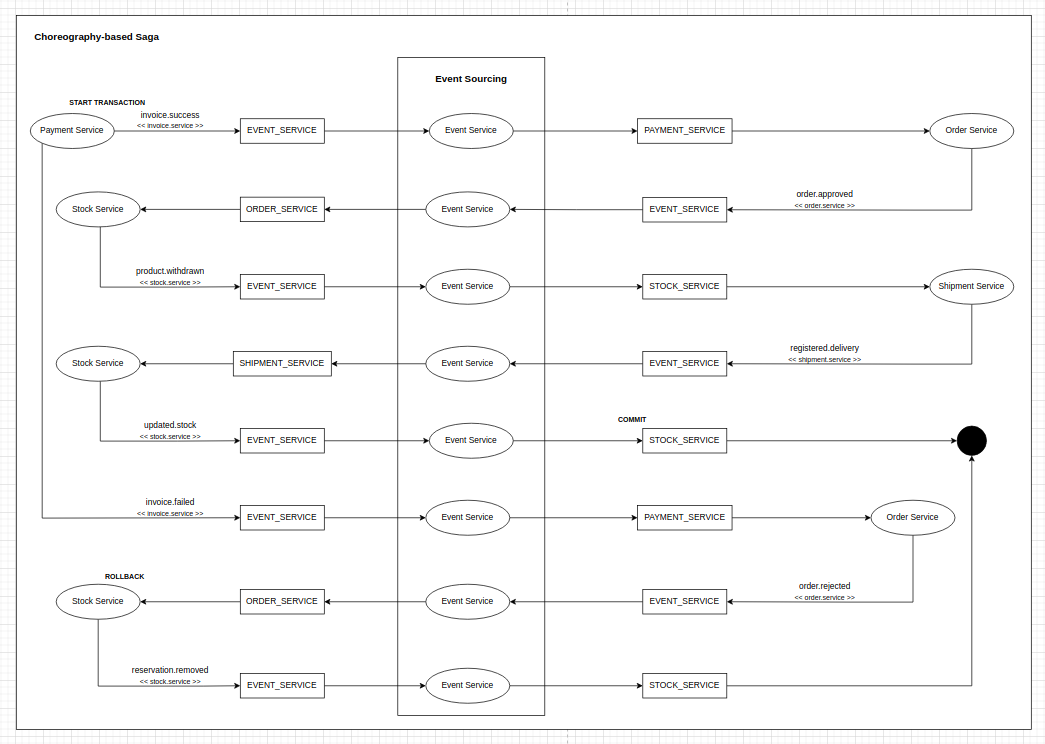 Choreography-based Saga
Event Sourcing
START TRANSACTION
invoice.success
<< invoice.service >>
Payment Service
EVENT_SERVICE
Event Service
PAYMENT_SERVICE
Order Service
order.approved
<< order.service >>
Stock Service
ORDER_SERVICE
Event Service
EVENT_SERVICE
product.withdrawn
<< stock.service >>
EVENT_SERVICE
Event Service
STOCK_SERVICE
Shipment Service
registered.delivery
<< shipment.service >>
Stock Service
SHIPMENT_SERVICE
Event Service
EVENT_SERVICE
updated.stock
<< stock.service >>
COMMIT
EVENT_SERVICE
Event Service
STOCK_SERVICE
invoice.failed
<< invoice.service >>
EVENT_SERVICE
Event Service
PAYMENT_SERVICE
Order Service
ROLLBACK
order.rejected
<< order.service >>
Stock Service
ORDER_SERVICE
Event Service
EVENT_SERVICE
reservation.removed
<< stock.service >>
EVENT_SERVICE
Event Service
STOCK_SERVICE